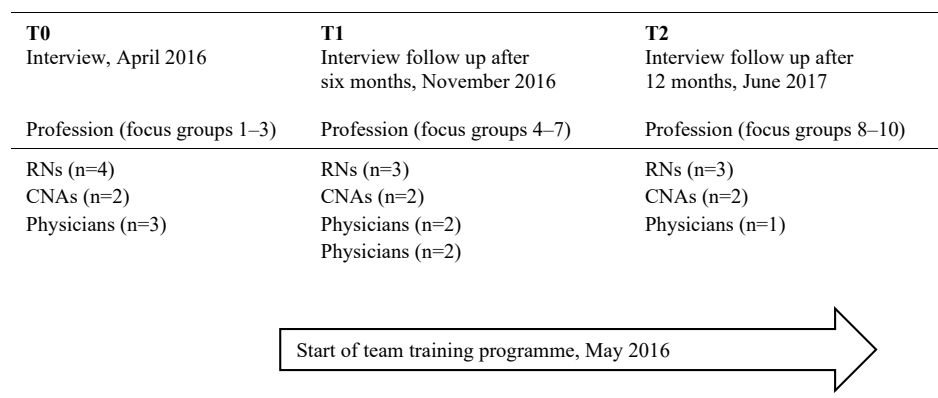 T0
Interview, April 2016
Profession (focus groups 1–3)
T1
Interview follow up after
six months, November 2016
Profession (focus groups 4–7)
T2
Interview follow up after
12 months, June 2017
Profession (focus groups 8–10)
RNs (n=4)
CNAs (n=2)
Physicians (n=3)
RNs (n=3)
CNAs (n=2)
Physicians (n=2)
Physicians (n=2)
RNs (n=3)
CNAs (n=2)
Physicians (n=1)
Start of team training programme, May 2016